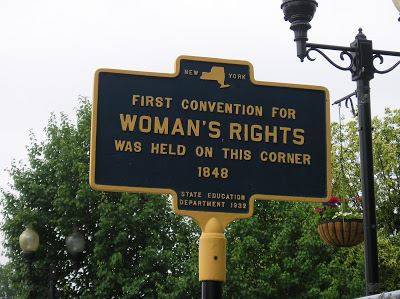 NEW YORK
FIRST CONVENTION FOR
WOMAN'S RIGHTS
WAS HELD ON THIS CORNER
1848
STATE EDUCATION
DEPARTMENT 1932